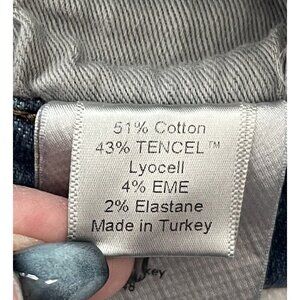 51% Cotton
43% TENCEL™
Lyocell
4% EME
2% Elastane
Made in Turkey